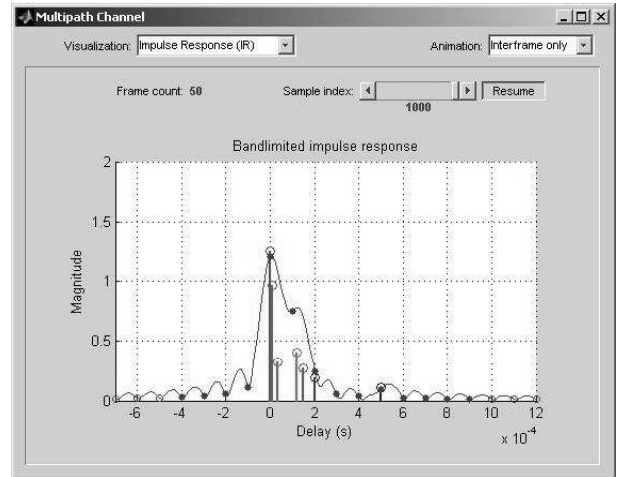 Multipath Channel
Visualization: Impulse Response (IR)
Animation: Interframe only
Frame count: 50
Sample index:
Resume
1000
Bandlimited impulse response
2
1.5
1
0.5
0
Magnitude
-6 -4 -2 0 2 4 6 8 10 12
Delay (s)
x 10-4